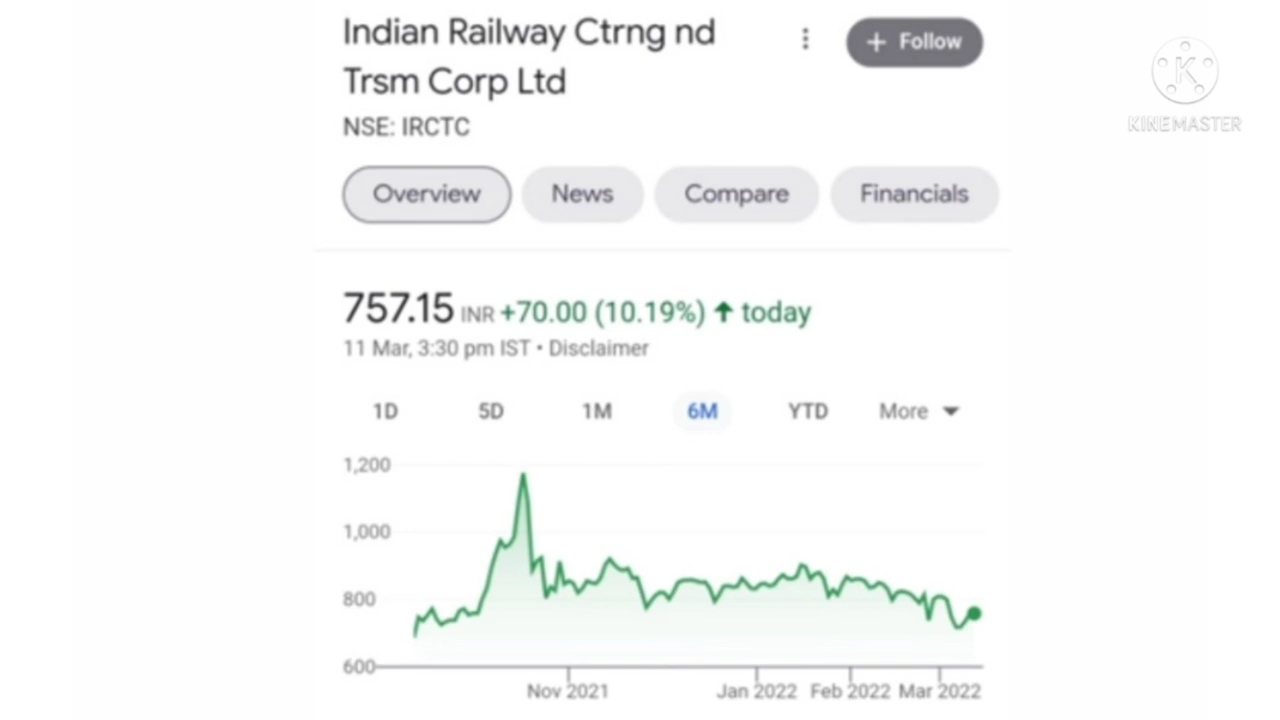 Indian Railway Ctrng nd
Trsm Corp Ltd
+ Follow
NSE: IRCTC
K
KINEMASTER
Overview
News
Compare
Financials
757.15 INR +70.00 (10.19%) ↑ today
11 Mar, 3:30 pm IST • Disclaimer
1D 5D 1M 6M YTD More
1,200
1,000
800
600
Nov 2021 Jan 2022 Feb 2022 Mar 2022